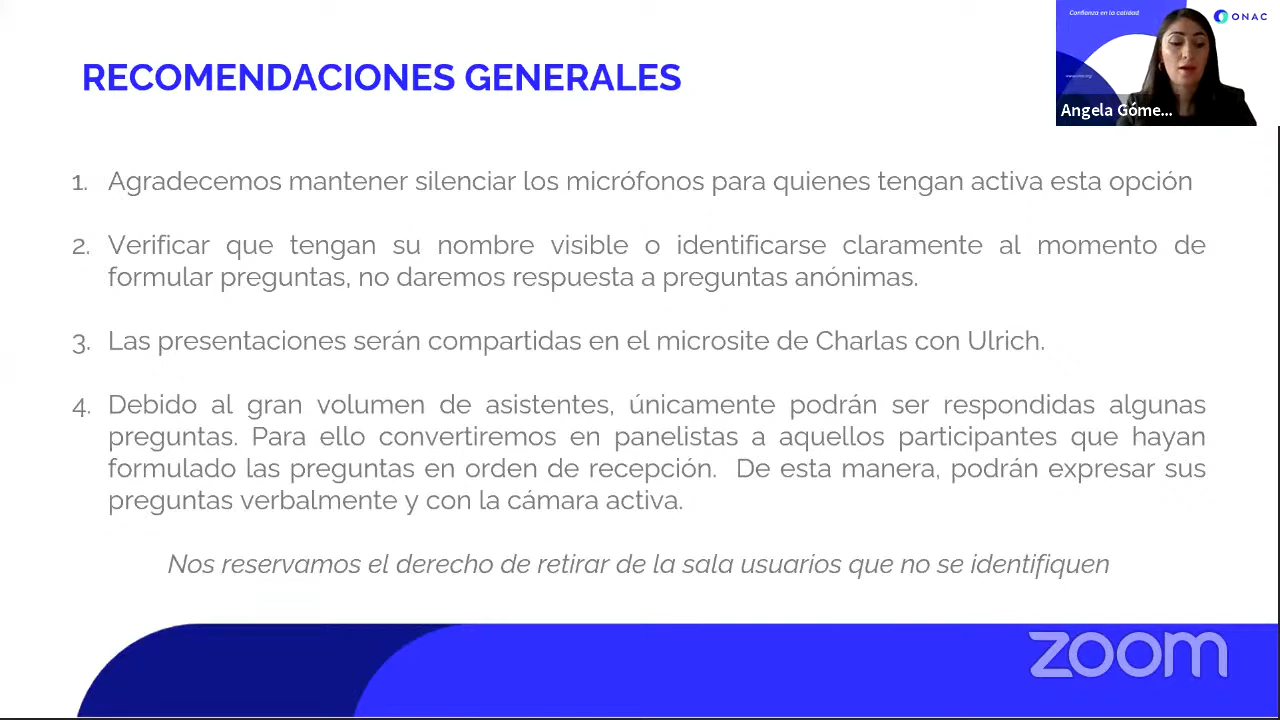 Confianza en la calidad
ONAC
RECOMENDACIONES GENERALES
Angela Góme...
1. Agradecemos mantener silenciar los micrófonos para quienes tengan activa esta opción
2. Verificar que tengan su nombre visible o identificarse claramente al momento de
formular preguntas, no daremos respuesta a preguntas anónimas.
3. Las presentaciones serán compartidas en el microsite de Charlas con Ulrich.
4. Debido al gran volumen de asistentes, únicamente podrán ser respondidas algunas
preguntas. Para ello convertiremos en panelistas a aquellos participantes que hayan
formulado las preguntas en orden de recepción. De esta manera, podrán expresar sus
preguntas verbalmente y con la cámara activa.
Nos reservamos el derecho de retirar de la sala usuarios que no se identifiquen
zoom